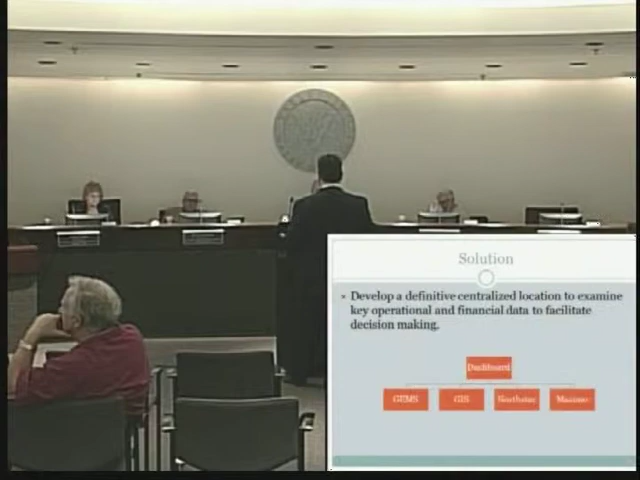 Solution
Develop a definitive centralized location to examine
key operational and financial data to facilitate
decision making.
Dashboard
GEMS
GIS
Maximo